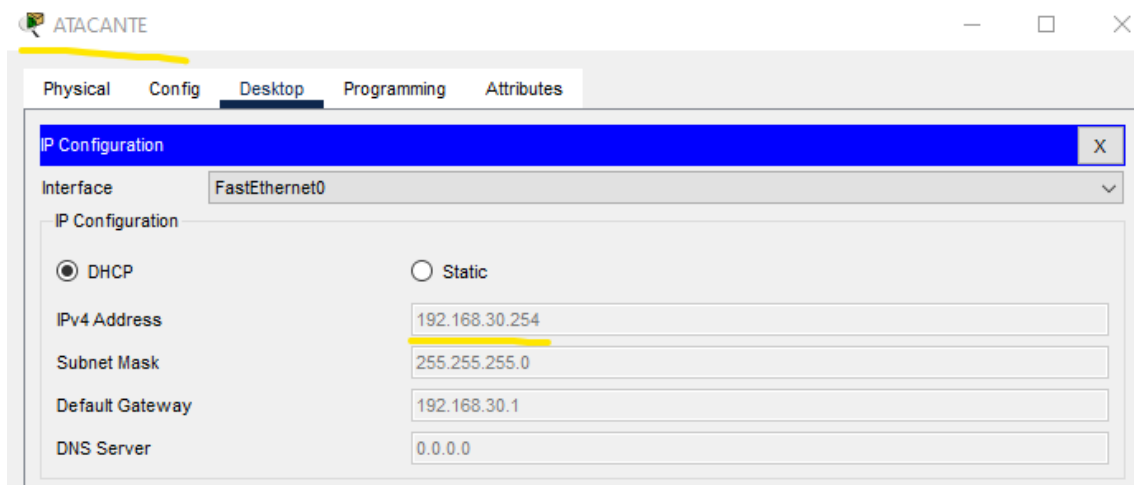 ATACANTE
Physical Config Desktop Programming Attributes
IP Configuration X
Interface FastEthernet0
IP Configuration
DHCP Static
IPv4 Address 192.168.30.254
Subnet Mask 255.255.255.0
Default Gateway 192.168.30.1
DNS Server 0.0.0.0